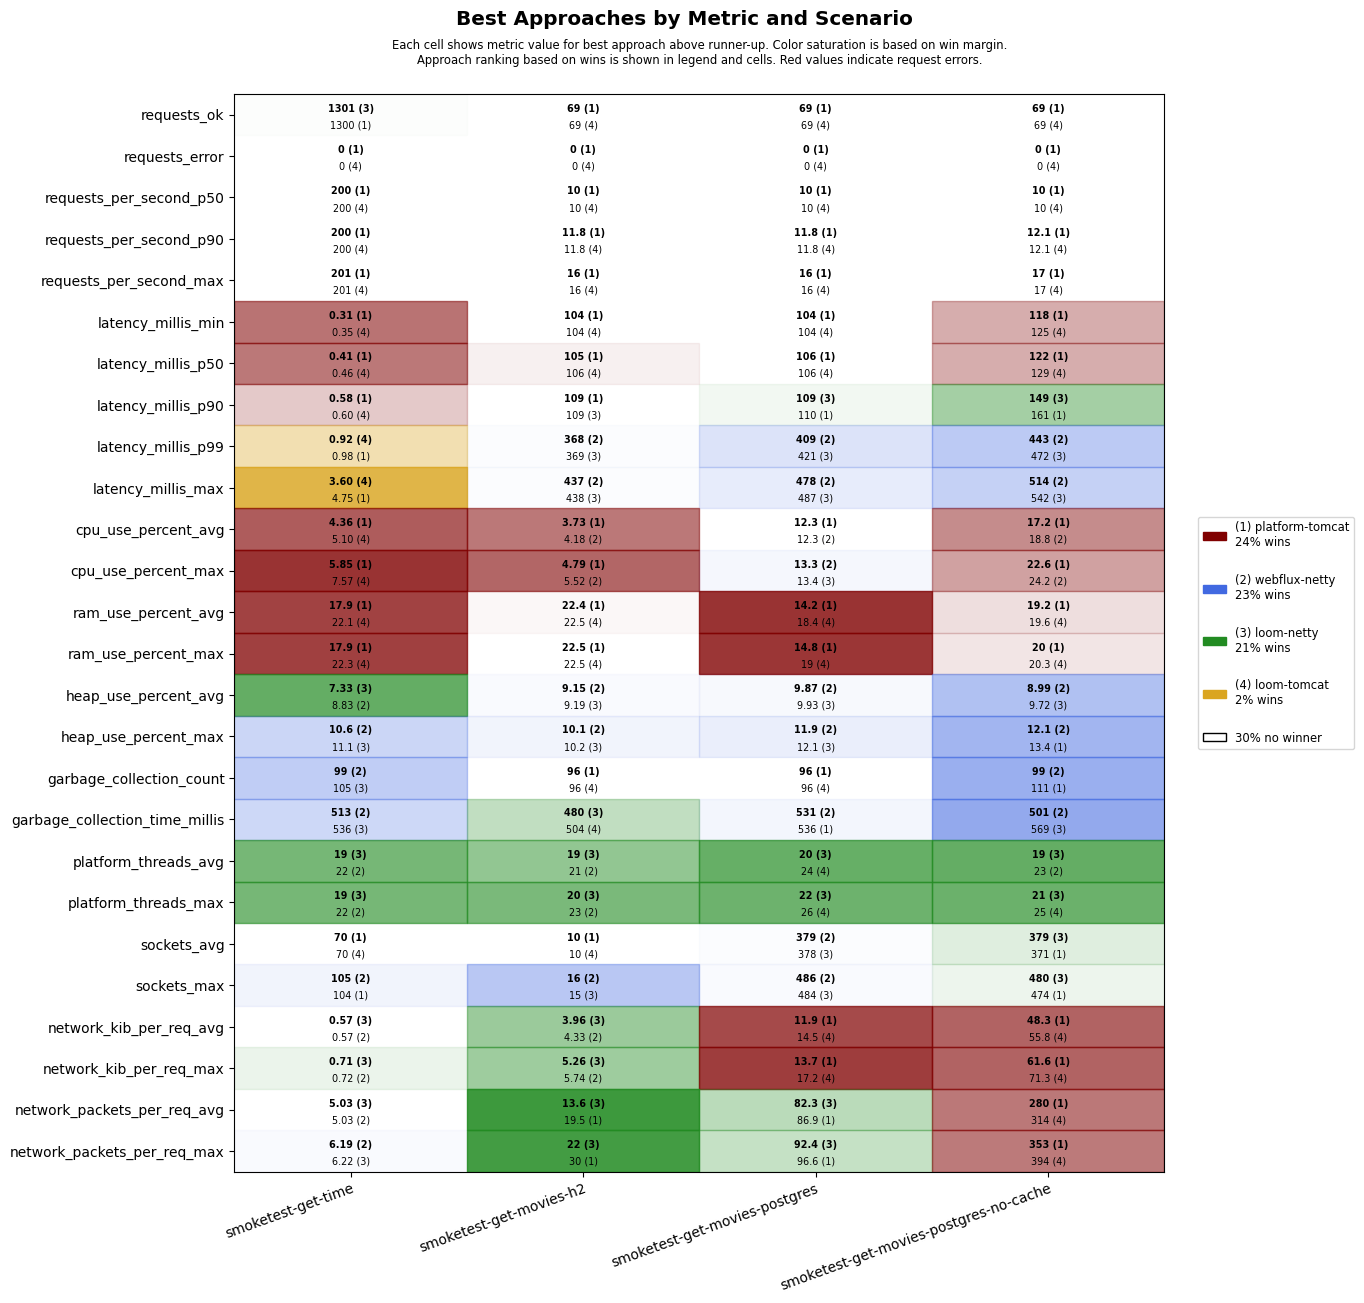 Best Approaches by Metric and Scenario
Each cell shows metric value for best approach above runner-up. Color saturation is based on win margin.
Approach ranking based on wins is shown in legend and cells. Red values indicate request errors.
requests_ok
1301 (3) 69 (1) 69 (1) 69 (1)
1300 (1) 69 (4) 69 (4) 69 (4)
requests_error
0 (1) 0 (1) 0 (1) 0 (1)
0 (4) 0 (4) 0 (4) 0 (4)
requests_per_second_p50
200 (1) 10 (1) 10 (1) 10 (1)
200 (4) 10 (4) 10 (4) 10 (4)
requests_per_second_p90
200 (1) 11.8 (1) 11.8 (1) 12.1 (1)
200 (4) 11.8 (4) 11.8 (4) 12.1 (4)
requests_per_second_max
201 (1) 16 (1) 16 (1) 17 (1)
201 (4) 16 (4) 16 (4) 17 (4)
latency_millis_min
0.31 (1) 104 (1) 104 (1) 118 (1)
0.35 (4) 104 (4) 104 (4) 125 (4)
latency_millis_p50
0.41 (1) 105 (1) 106 (1) 122 (1)
0.46 (4) 106 (4) 106 (4) 129 (4)
latency_millis_p90
0.58 (1) 109 (1) 109 (3) 149 (3)
0.60 (4) 109 (3) 110 (1) 161 (1)
latency_millis_p99
0.92 (4) 368 (2) 409 (2) 443 (2)
0.98 (1) 369 (3) 421 (3) 472 (3)
latency_millis_max
3.60 (4) 437 (2) 478 (2) 514 (2)
4.75 (1) 438 (3) 487 (3) 542 (3)
cpu_use_percent_avg
4.36 (1) 3.73 (1) 12.3 (1) 17.2 (1)
5.10 (4) 4.18 (2) 12.3 (2) 18.8 (2)
cpu_use_percent_max
5.85 (1) 4.79 (1) 13.3 (2) 22.6 (1)
7.57 (4) 5.52 (2) 13.4 (3) 24.2 (2)
ram_use_percent_avg
17.9 (1) 22.4 (1) 14.2 (1) 19.2 (1)
22.1 (4) 22.5 (4) 18.4 (4) 19.6 (4)
ram_use_percent_max
17.9 (1) 22.5 (1) 14.8 (1) 20 (1)
22.3 (4) 22.5 (4) 19 (4) 20.3 (4)
heap_use_percent_avg
7.33 (3) 9.15 (2) 9.87 (2) 8.99 (2)
8.83 (2) 9.19 (3) 9.93 (3) 9.72 (3)
heap_use_percent_max
10.6 (2) 10.1 (2) 11.9 (2) 12.1 (2)
11.1 (3) 10.2 (3) 12.1 (3) 13.4 (1)
garbage_collection_count
99 (2) 96 (1) 96 (1) 99 (2)
105 (3) 96 (4) 96 (4) 111 (1)
garbage_collection_time_millis
513 (2) 480 (3) 531 (2) 501 (2)
536 (3) 504 (4) 536 (1) 569 (3)
platform_threads_avg
19 (3) 19 (3) 20 (3) 19 (3)
22 (2) 21 (2) 24 (4) 23 (2)
platform_threads_max
19 (3) 20 (3) 22 (3) 21 (3)
22 (2) 23 (2) 26 (4) 25 (4)
sockets_avg
70 (1) 10 (1) 379 (2) 379 (3)
70 (4) 10 (4) 378 (3) 371 (1)
sockets_max
105 (2) 16 (2) 486 (2) 480 (3)
104 (1) 15 (3) 484 (3) 474 (1)
network_kib_per_req_avg
0.57 (3) 3.96 (3) 11.9 (1) 48.3 (1)
0.57 (2) 4.33 (2) 14.5 (4) 55.8 (4)
network_kib_per_req_max
0.71 (3) 5.26 (3) 13.7 (1) 61.6 (1)
0.72 (2) 5.74 (2) 17.2 (4) 71.3 (4)
network_packets_per_req_avg
5.03 (3) 13.6 (3) 82.3 (3) 280 (1)
5.03 (2) 19.5 (1) 86.9 (1) 314 (4)
network_packets_per_req_max
6.19 (2) 22 (3) 92.4 (3) 353 (1)
6.22 (3) 30 (1) 96.6 (1) 394 (4)
smoketest-get-time
smoketest-get-movies-h2
smoketest-get-movies-postgres
smoketest-get-movies-postgres-no-cache
(1) platform-tomcat
24% wins
(2) webflux-netty
23% wins
(3) loom-netty
21% wins
(4) loom-tomcat
2% wins
30% no winner